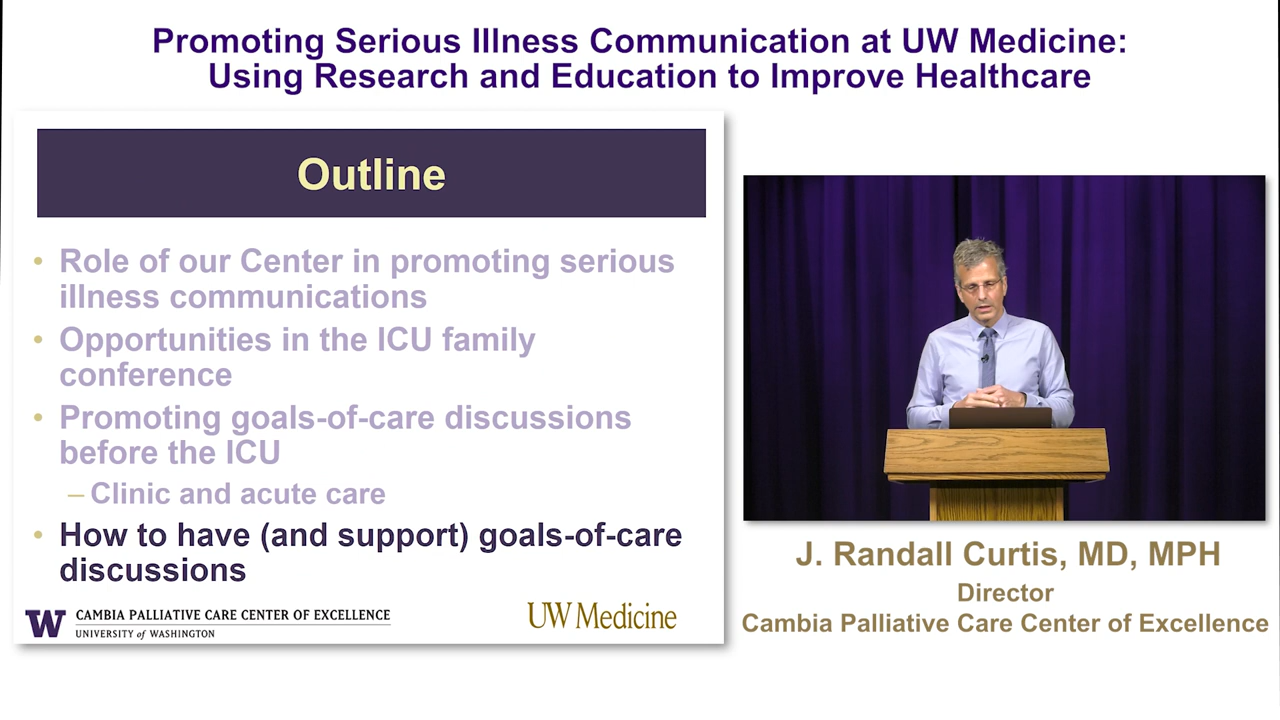 Promoting Serious Illness Communication at UW Medicine:
Using Research and Education to Improve Healthcare
Outline
• Role of our Center in promoting serious
illness communications
• Opportunities in the ICU family
conference
• Promoting goals-of-care discussions
before the ICU
– Clinic and acute care
• How to have (and support) goals-of-care
discussions
W CAMBIA PALLIATIVE CARE CENTER OF EXCELLENCE
UNIVERSITY of WASHINGTON
UW Medicine
J. Randall Curtis, MD, MPH
Director
Cambia Palliative Care Center of Excellence